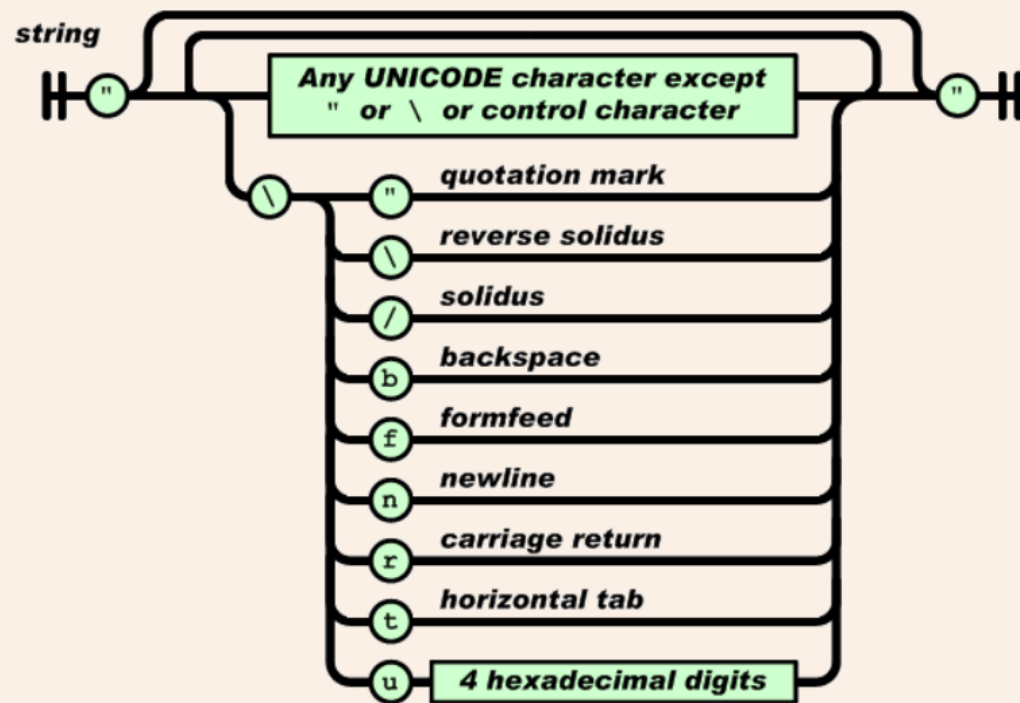 string
" Any UNICODE character except "
" or \ or control character
\ " quotation mark
\ reverse solidus
/ solidus
b backspace
f formfeed
n newline
r carriage return
t horizontal tab
u 4 hexadecimal digits